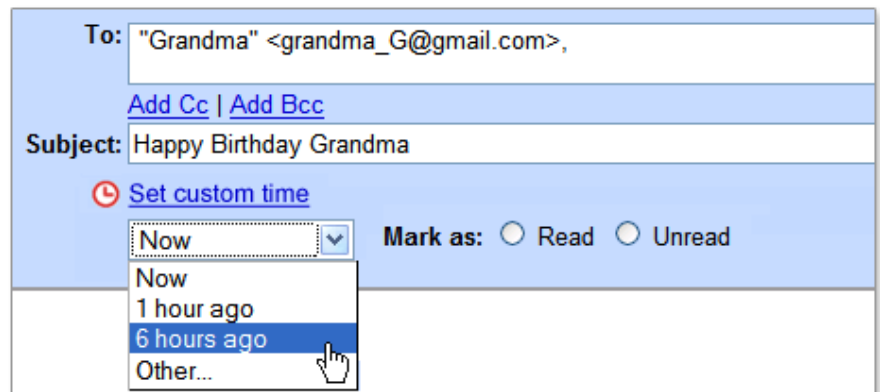 To: "Grandma" <grandma_G@gmail.com>,
Add Cc | Add Bcc
Subject: Happy Birthday Grandma
Set custom time
Now Mark as: Read Unread
Now
1 hour ago
6 hours ago
Other...